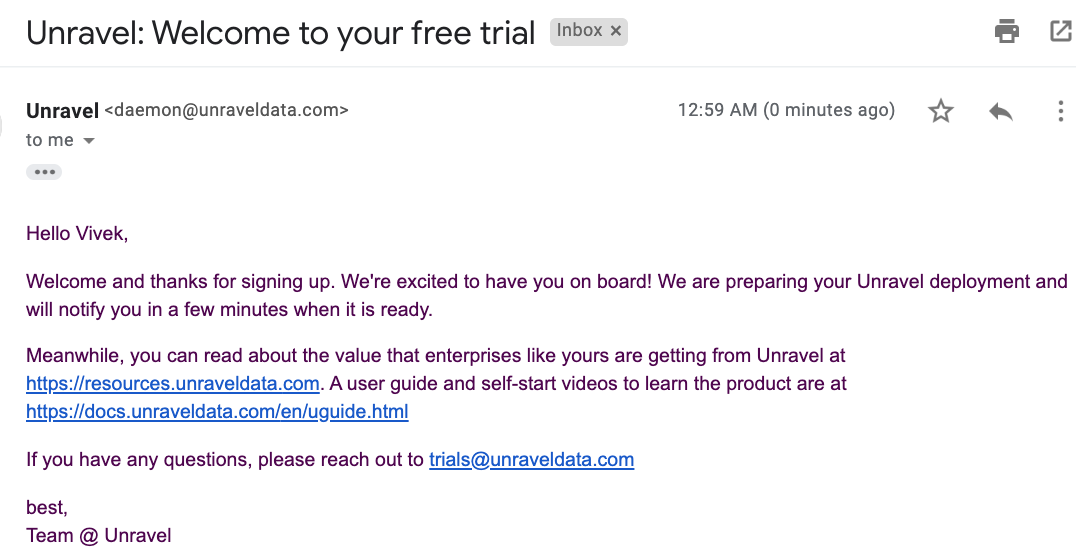 Unravel: Welcome to your free trial Inbox ×
Unravel <daemon@unraveldata.com> 12:59 AM (0 minutes ago)
to me
Hello Vivek,
Welcome and thanks for signing up. We're excited to have you on board! We are preparing your Unravel deployment and
will notify you in a few minutes when it is ready.
Meanwhile, you can read about the value that enterprises like yours are getting from Unravel at
https://resources.unraveldata.com. A user guide and self-start videos to learn the product are at
https://docs.unraveldata.com/en/uguide.html
If you have any questions, please reach out to trials@unraveldata.com
best,
Team @ Unravel